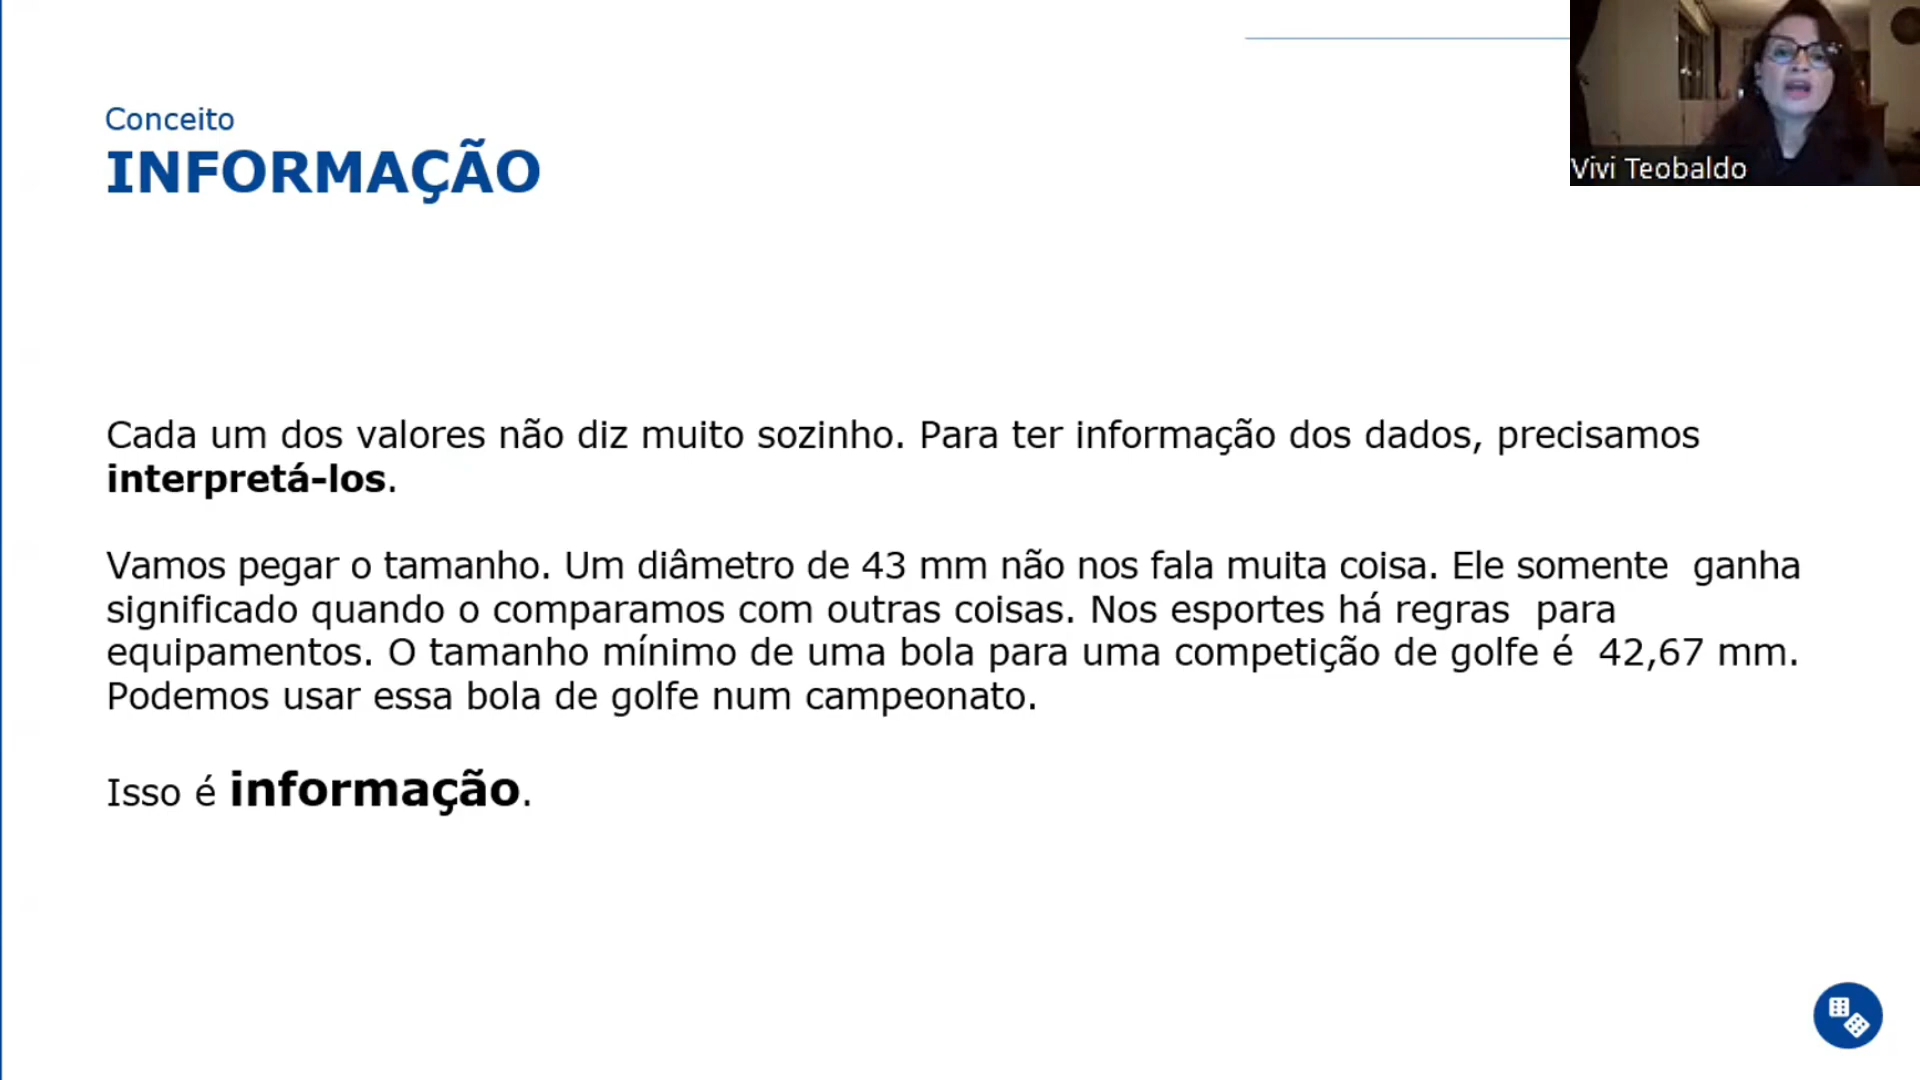 Conceito
INFORMAÇÃO
Vivi Teobaldo
Cada um dos valores não diz muito sozinho. Para ter informação dos dados, precisamos
interpretá-los.
Vamos pegar o tamanho. Um diâmetro de 43 mm não nos fala muita coisa. Ele somente  ganha
significado quando o comparamos com outras coisas. Nos esportes há regras  para
equipamentos. O tamanho mínimo de uma bola para uma competição de golfe é  42,67 mm.
Podemos usar essa bola de golfe num campeonato.
Isso é informação.